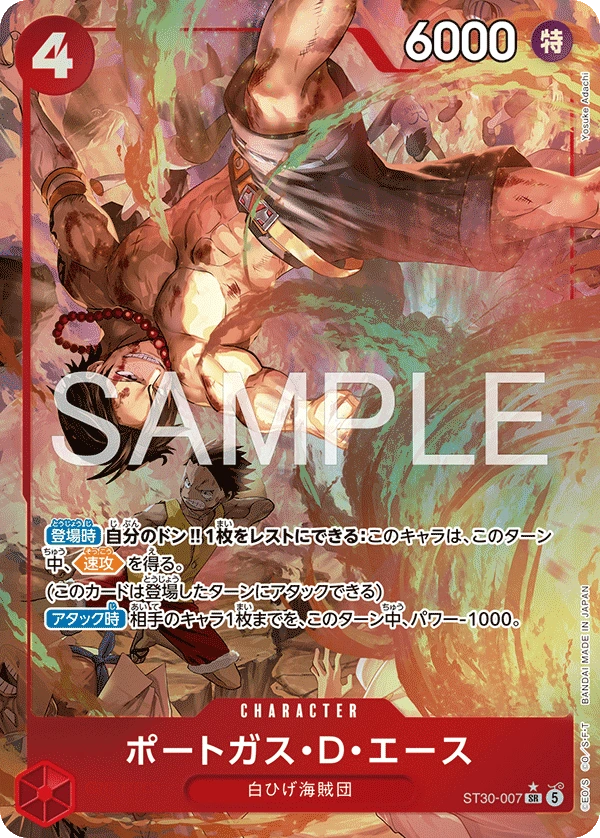 4
6000 特
Yosuke Adachi
SAMPLE
登場時 自分のドン!!1枚をレストにできる:このキャラは、このターン
中、速攻を得る。
(このカードは登場したターンにアタックできる)
アタック時 相手のキャラ1枚までを、このターン中、パワー-1000。
CHARACTER
ポートガス・D・エース
白ひげ海賊団
ST30-007 SR 5
©E.O/S ©O/S・F・T BANDAI MADE IN JAPAN